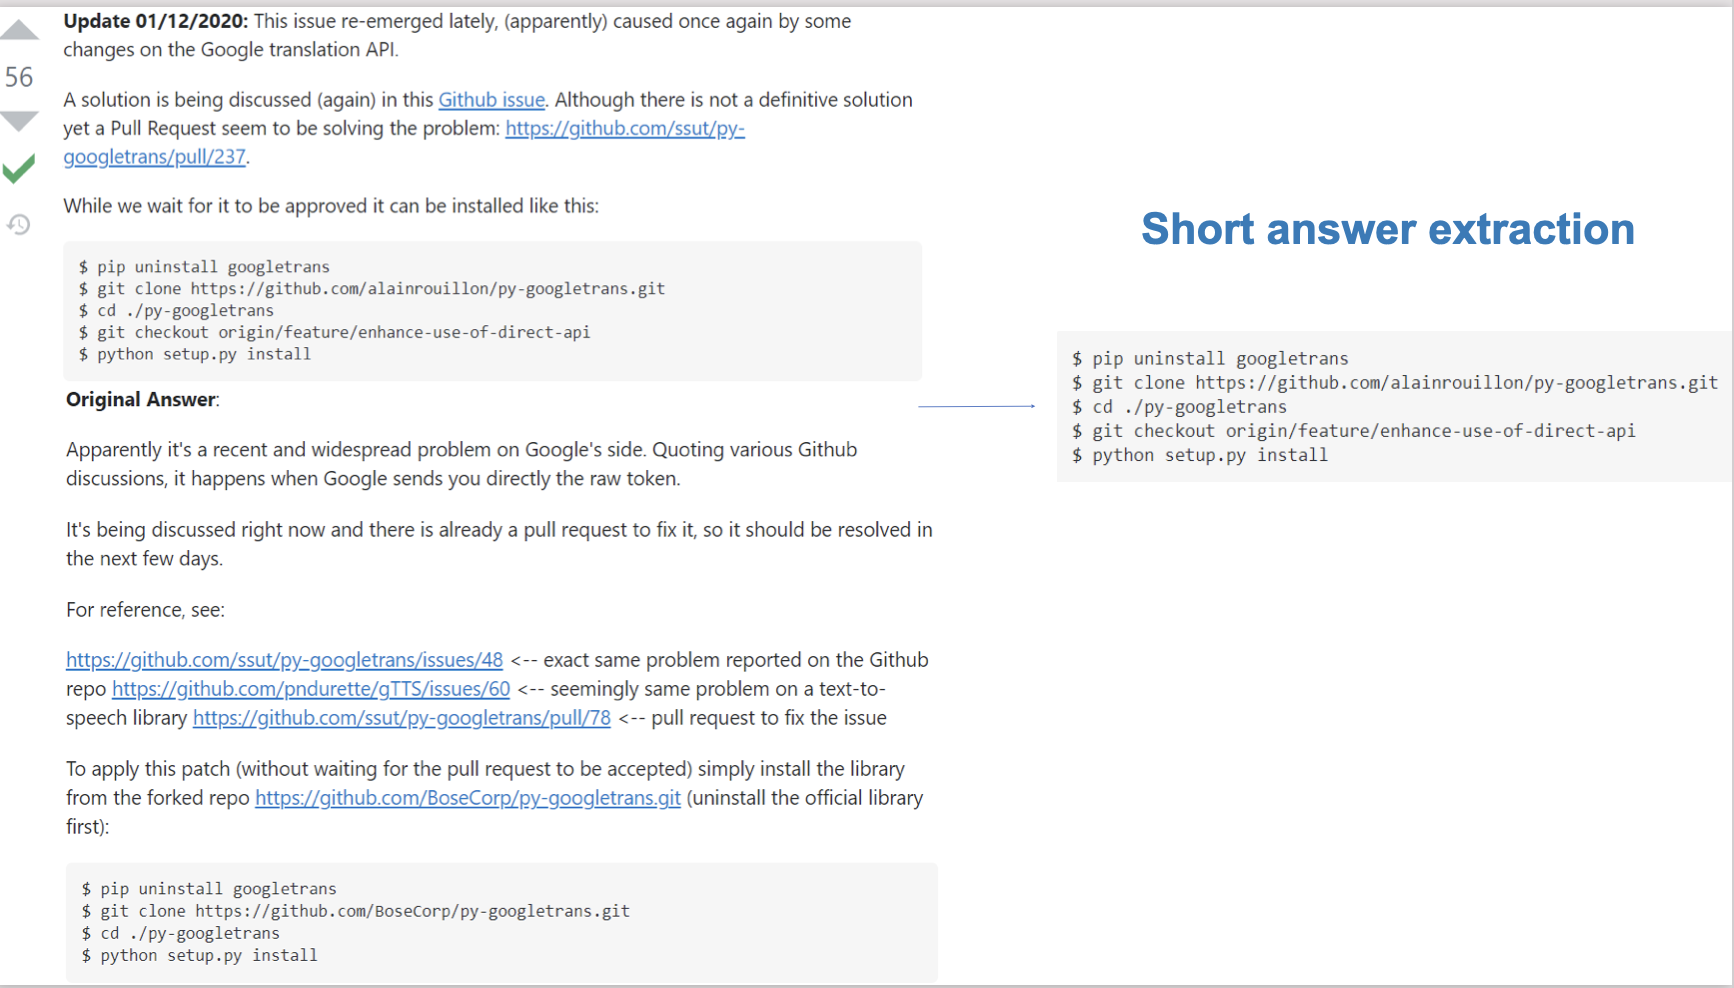 Update 01/12/2020: This issue re-emerged lately, (apparently) caused once again by some
changes on the Google translation API.
56
A solution is being discussed (again) in this Github issue. Although there is not a definitive solution
yet a Pull Request seem to be solving the problem: https://github.com/ssut/py-
googletrans/pull/237.
While we wait for it to be approved it can be installed like this:
$ pip uninstall googletrans
$ git clone https://github.com/alainrouillon/py-googletrans.git
$ cd ./py-googletrans
$ git checkout origin/feature/enhance-use-of-direct-api
$ python setup.py install
Original Answer:
Apparently it's a recent and widespread problem on Google's side. Quoting various Github
discussions, it happens when Google sends you directly the raw token.
It's being discussed right now and there is already a pull request to fix it, so it should be resolved in
the next few days.
For reference, see:
https://github.com/ssut/py-googletrans/issues/48 <-- exact same problem reported on the Github
repo https://github.com/pndurette/gTTS/issues/60 <-- seemingly same problem on a text-to-
speech library https://github.com/ssut/py-googletrans/pull/78 <-- pull request to fix the issue
To apply this patch (without waiting for the pull request to be accepted) simply install the library
from the forked repo https://github.com/BoseCorp/py-googletrans.git (uninstall the official library
first):
$ pip uninstall googletrans
$ git clone https://github.com/BoseCorp/py-googletrans.git
$ cd ./py-googletrans
$ python setup.py install
Short answer extraction
$ pip uninstall googletrans
$ git clone https://github.com/alainrouillon/py-googletrans.git
$ cd ./py-googletrans
$ git checkout origin/feature/enhance-use-of-direct-api
$ python setup.py install